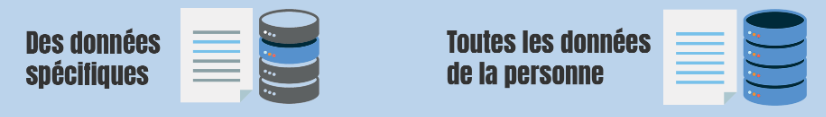 Des données
spécifiques
Toutes les données
de la personne